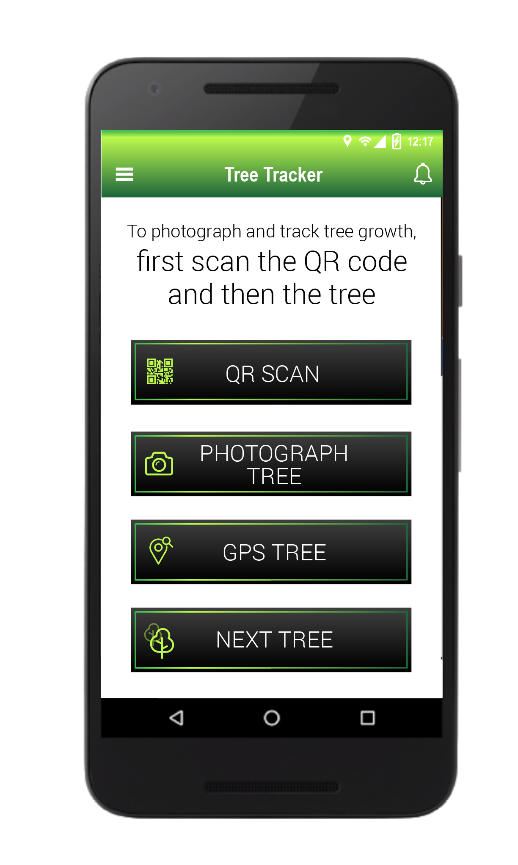 12:17
Tree Tracker
To photograph and track tree growth,
first scan the QR code
and then the tree
QR SCAN
PHOTOGRAPH
TREE
GPS TREE
NEXT TREE